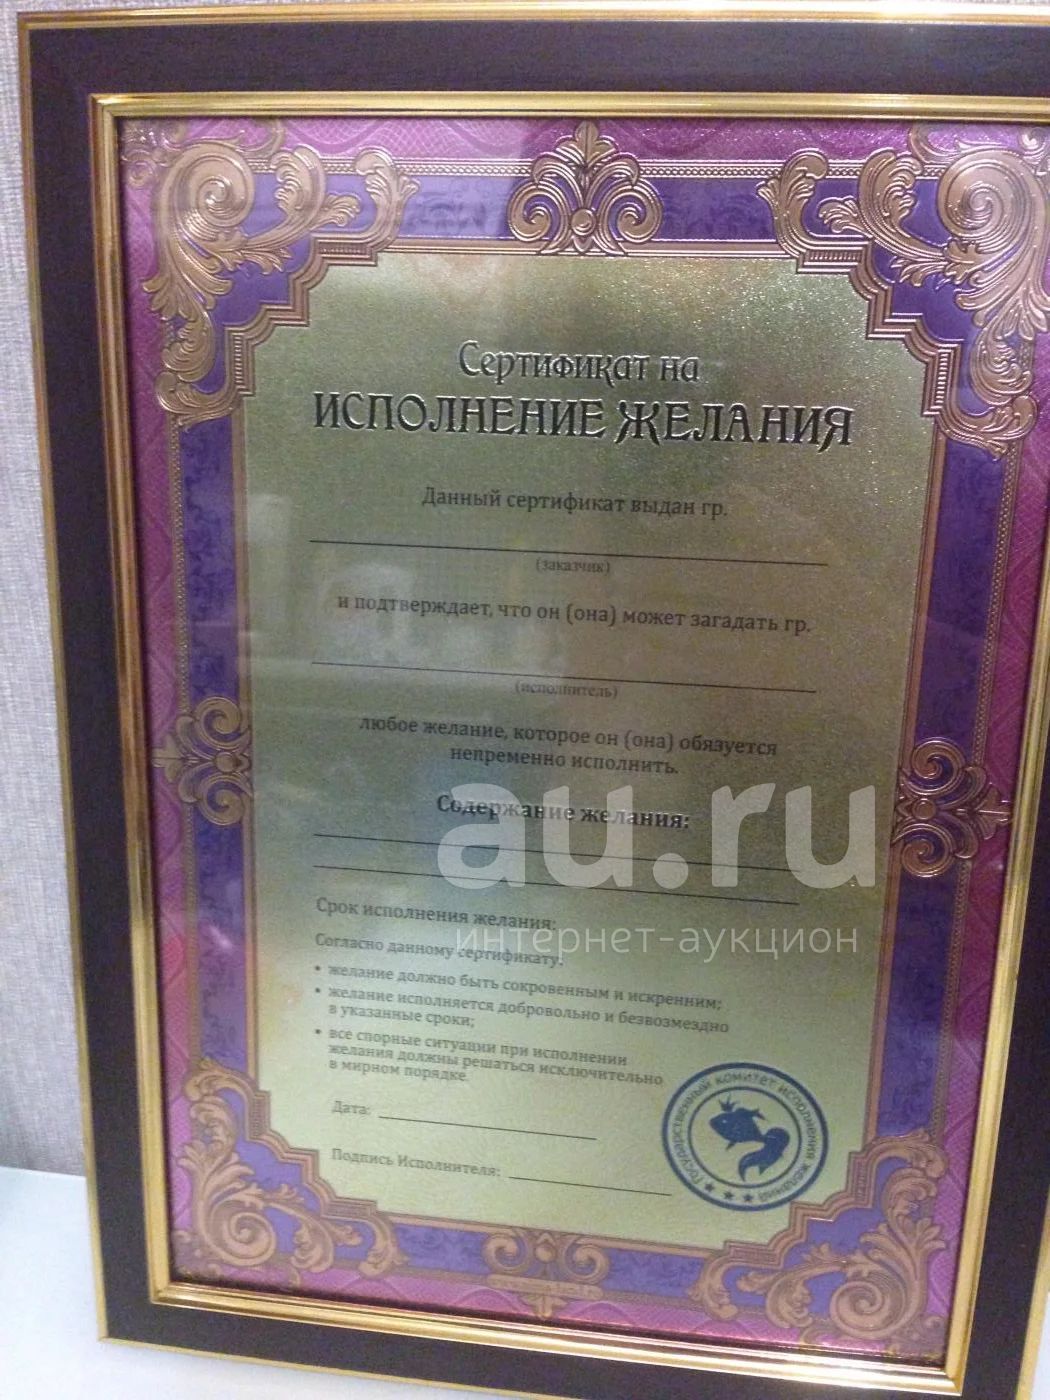 Сертификат на
ИСПОЛНЕНИЕ ЖЕЛАНИЯ
Данный сертификат выдан гр.
(заказчик)
и подтверждает, что он (она) может загадать гр.
(исполнитель)
любое желание, которое он (она) обязуется
непременно исполнить.
Содержание желания:
au.ru
интернет-аукцион
Срок исполнения желания:
Согласно данному сертификату:
• желание должно быть сокровенным и искренним;
• желание исполняется добровольно и безвозмездно
в указанные сроки;
• все спорные ситуации при исполнении
желания должны решаться исключительно
в мирном порядке.
Дата:
Подпись Исполнителя:
ГОСУДАРСТВЕННЫЙ КОМИТЕТ ИСПОЛНЕНИЯ ЖЕЛАНИЙ